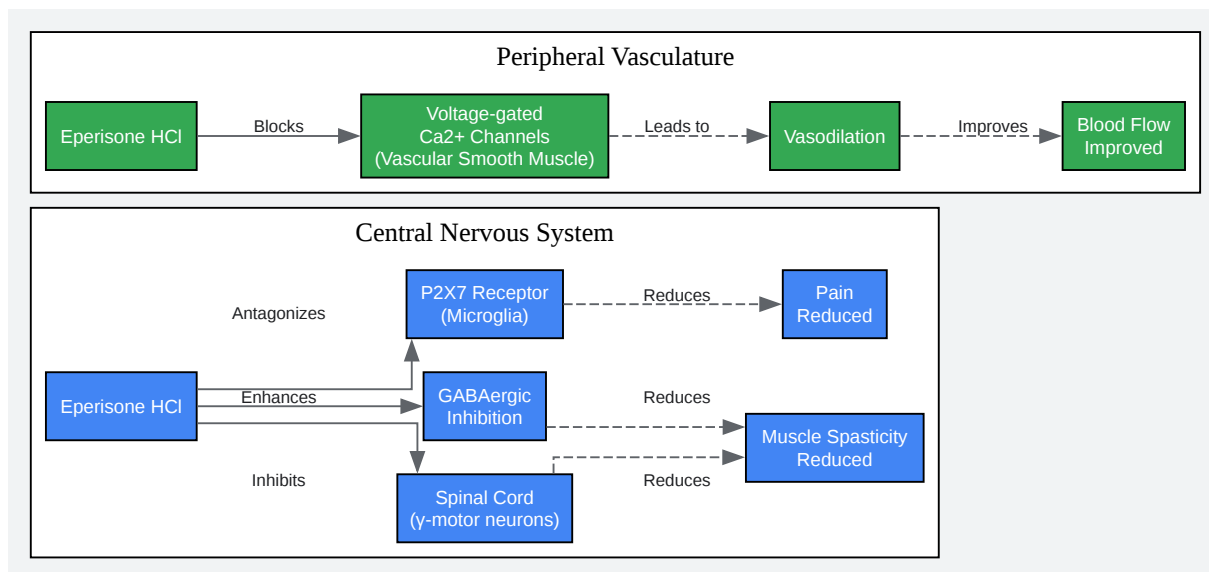 Peripheral Vasculature
Eperisone HCl
Blocks
Voltage-gated
Ca2+ Channels
(Vascular Smooth Muscle)
Leads to
Vasodilation
Improves
Blood Flow
Improved
Central Nervous System
Eperisone HCl
Antagonizes
P2X7 Receptor
(Microglia)
Reduces
Pain
Reduced
Enhances
GABAergic
Inhibition
Reduces
Muscle Spasticity
Reduced
Inhibits
Spinal Cord
(γ-motor neurons)
Reduces